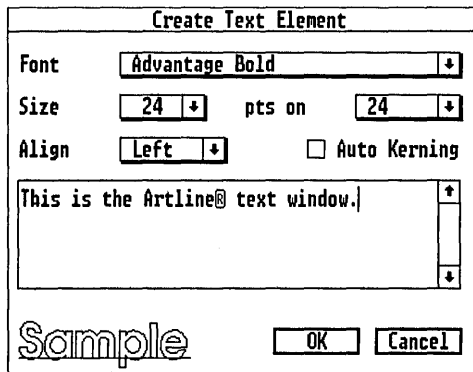 Create Text Element
Font Advantage Bold
Size 24 pts on 24
Align Left Auto Kerning
This is the Artline® text window.
Sample OK Cancel